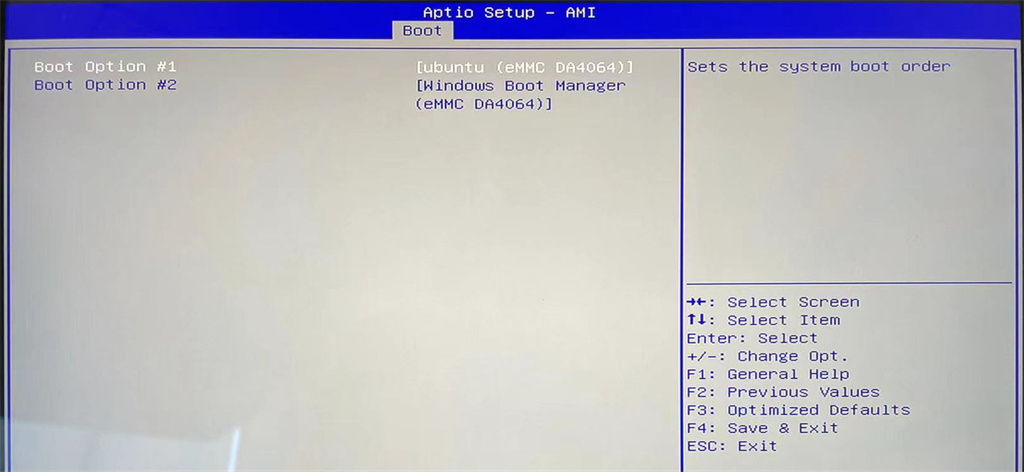 Aptio Setup - AMI
Boot
Boot Option #1 [ubuntu (eMMC DA4064)]
Boot Option #2 [Windows Boot Manager
(eMMC DA4064)]
Sets the system boot order
→←: Select Screen
↑↓: Select Item
Enter: Select
+/-: Change Opt.
F1: General Help
F2: Previous Values
F3: Optimized Defaults
F4: Save & Exit
ESC: Exit